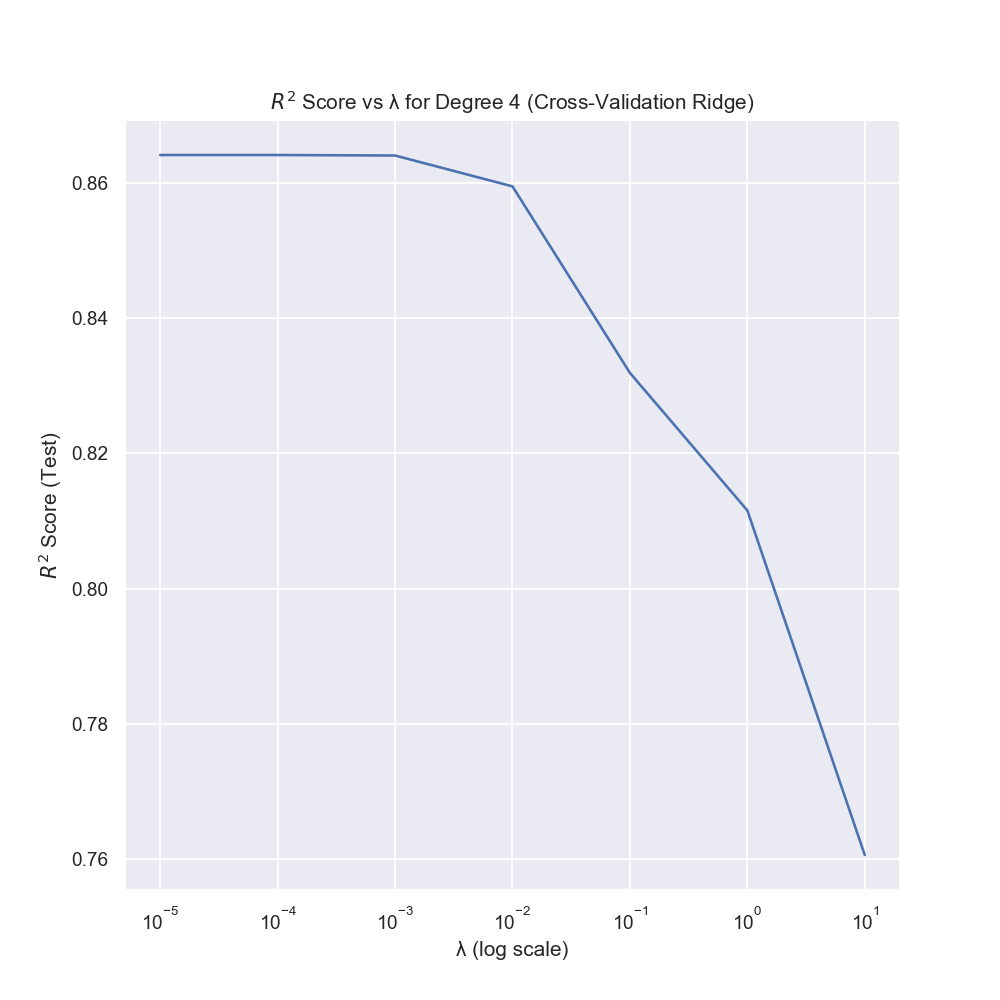 R² Score vs λ for Degree 4 (Cross-Validation Ridge)
R² Score (Test)
0.86
0.84
0.82
0.80
0.78
0.76
10⁻⁵ 10⁻⁴ 10⁻³ 10⁻² 10⁻¹ 10⁰ 10¹
λ (log scale)